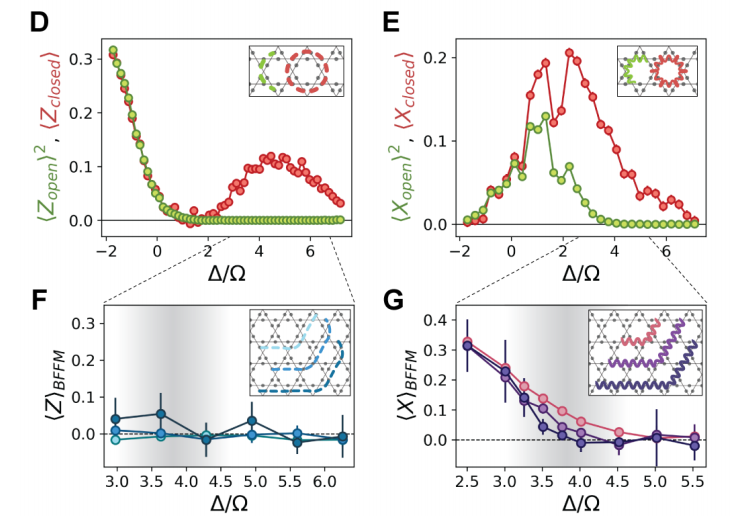 D
⟨Z_open⟩², ⟨Z_closed⟩
0.3
0.2
0.1
0.0
−2 0 2 4 6
Δ/Ω
E
⟨X_open⟩², ⟨X_closed⟩
0.2
0.1
0.0
−2 0 2 4 6
Δ/Ω
F
⟨Z⟩_BFFM
0.3
0.2
0.1
0.0
3.0 3.5 4.0 4.5 5.0 5.5 6.0
Δ/Ω
G
⟨X⟩_BFFM
0.4
0.3
0.2
0.1
0.0
2.5 3.0 3.5 4.0 4.5 5.0 5.5
Δ/Ω